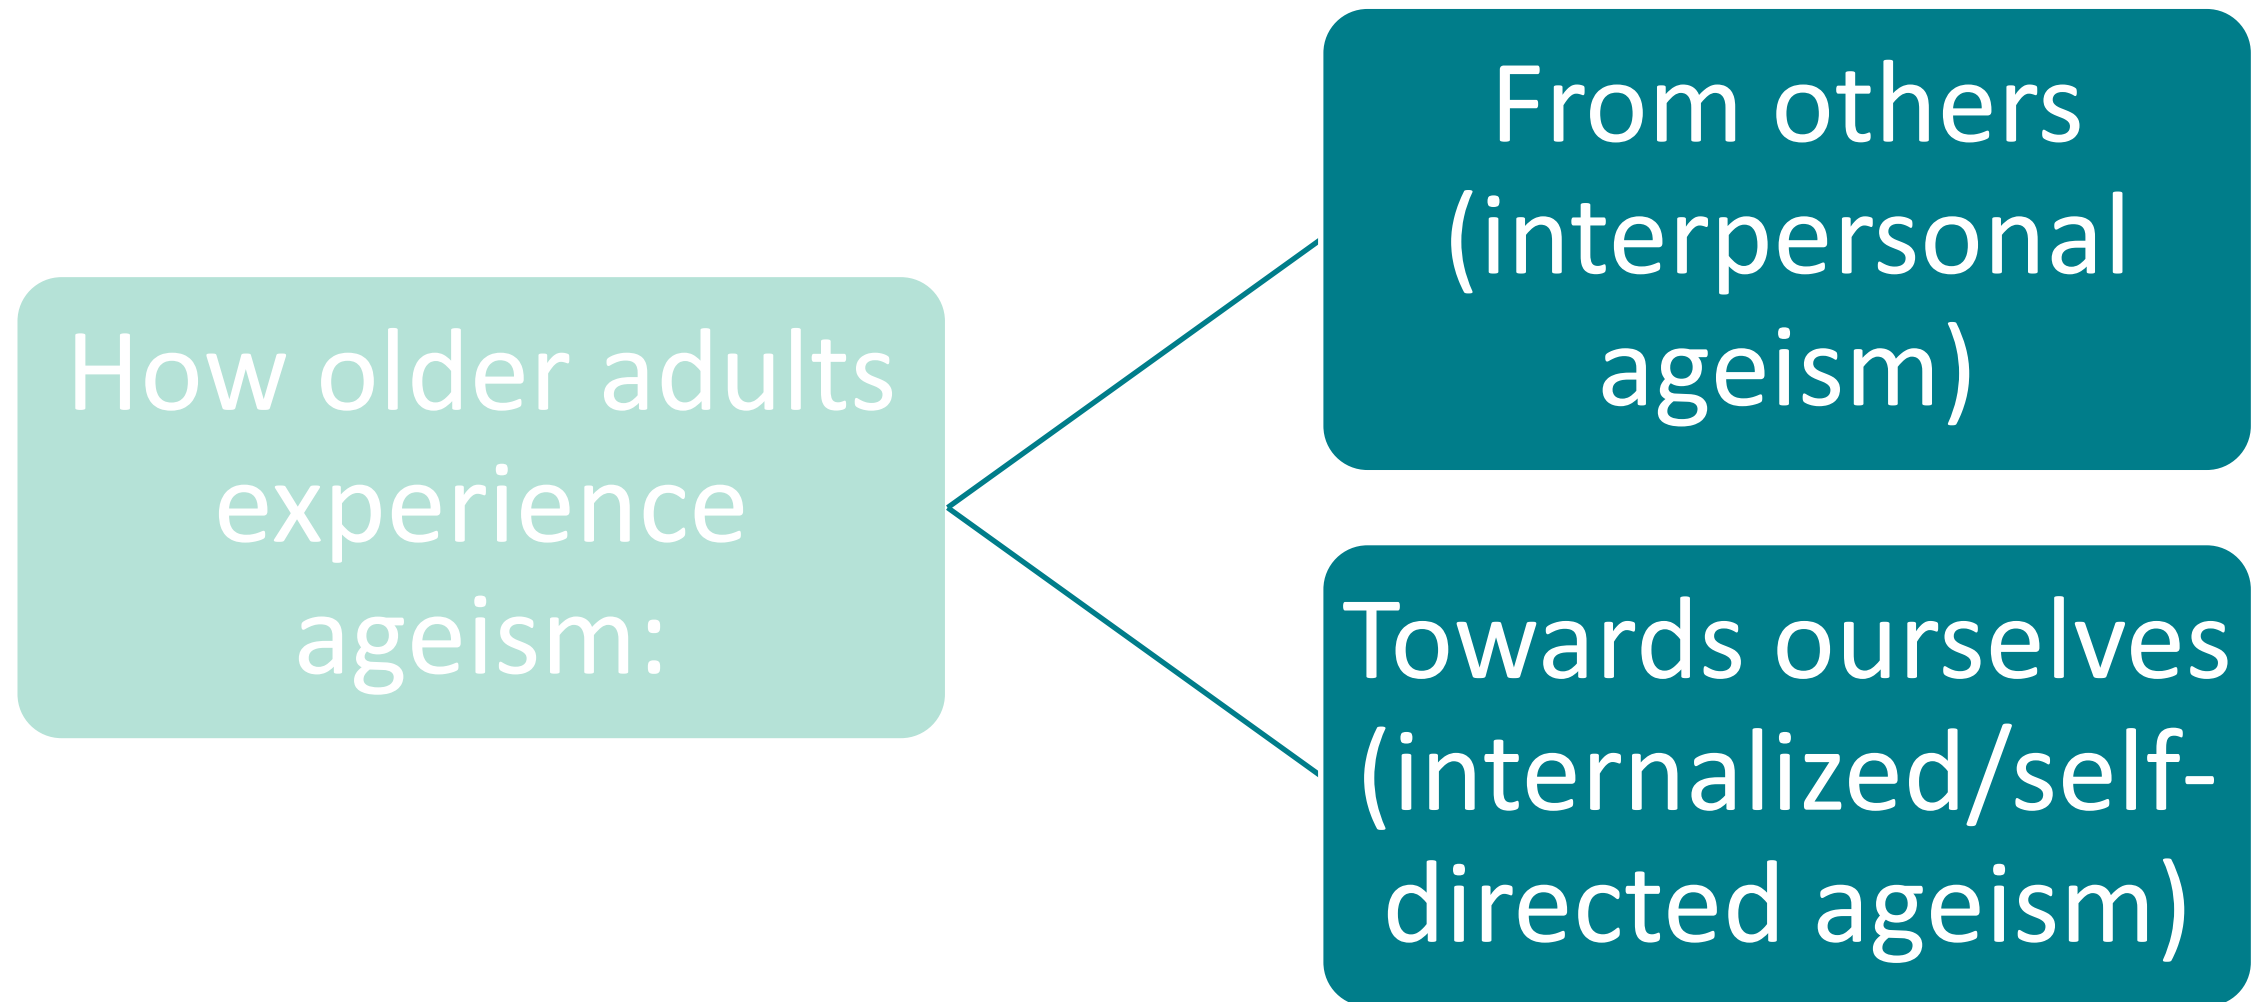 How older adults
experience
ageism:
From others
(interpersonal
ageism)
Towards ourselves
(internalized/self-
directed ageism)